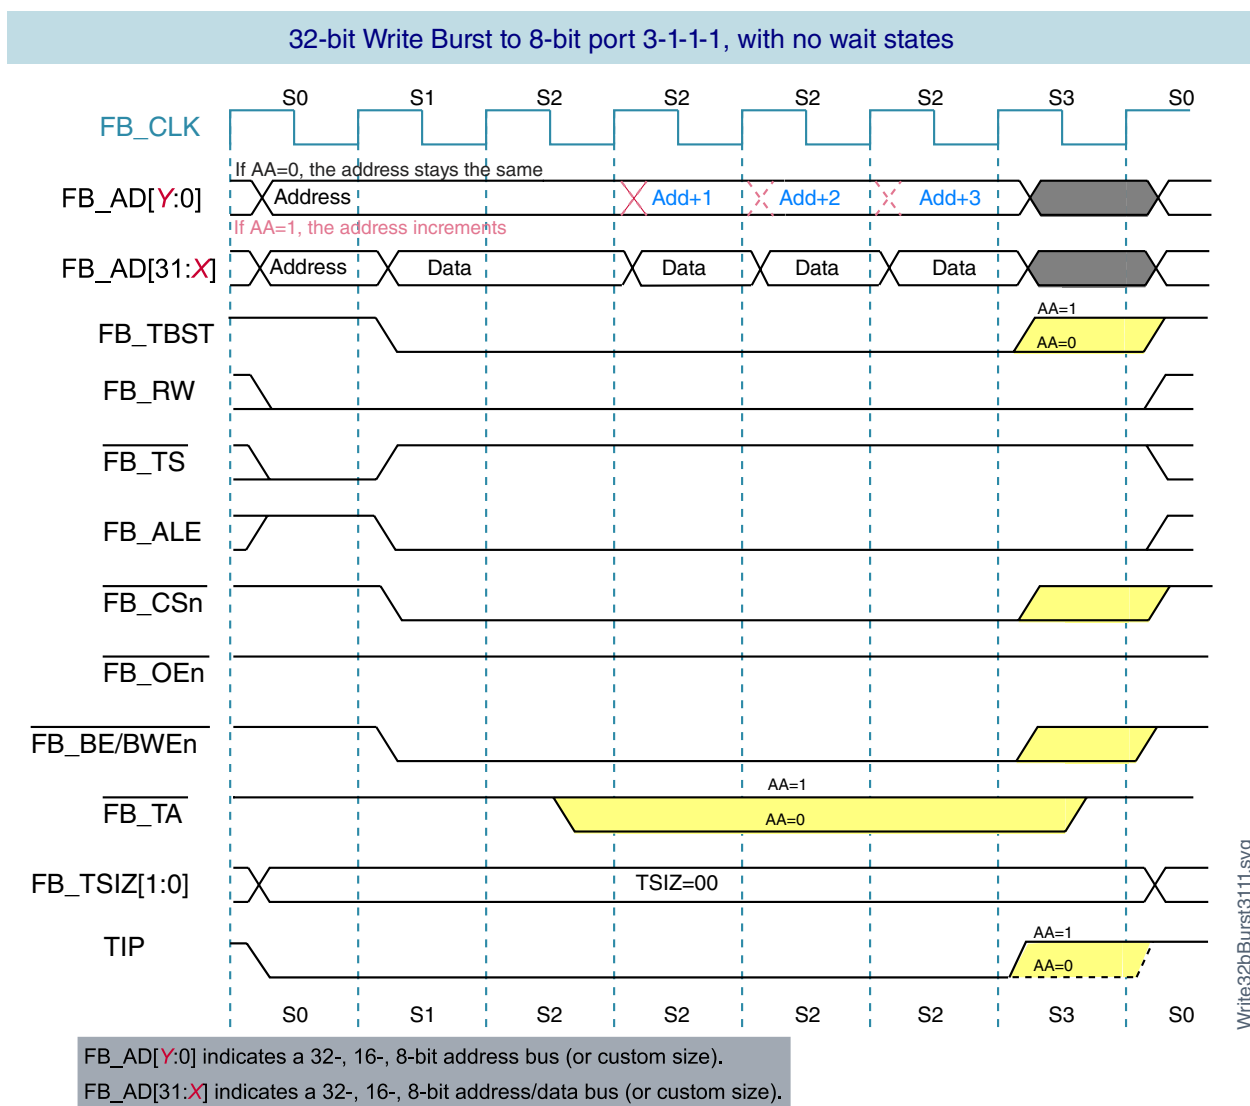 32-bit Write Burst to 8-bit port 3-1-1-1, with no wait states
S0 S1 S2 S2 S2 S2 S3 S0
FB_CLK
If AA=0, the address stays the same
FB_AD[Y:0] Address Add+1 Add+2 Add+3
If AA=1, the address increments
FB_AD[31:X] Address Data Data Data Data
AA=1
FB_TBST AA=0
FB_RW
FB_TS
FB_ALE
FB_CSn
FB_OEn
FB_BE/BWEn
AA=1
FB_TA AA=0
FB_TSIZ[1:0] TSIZ=00
AA=1
TIP AA=0
S0 S1 S2 S2 S2 S2 S3 S0
Write32bBurst3111.svg
FB_AD[Y:0] indicates a 32-, 16-, 8-bit address bus (or custom size).
FB_AD[31:X] indicates a 32-, 16-, 8-bit address/data bus (or custom size).